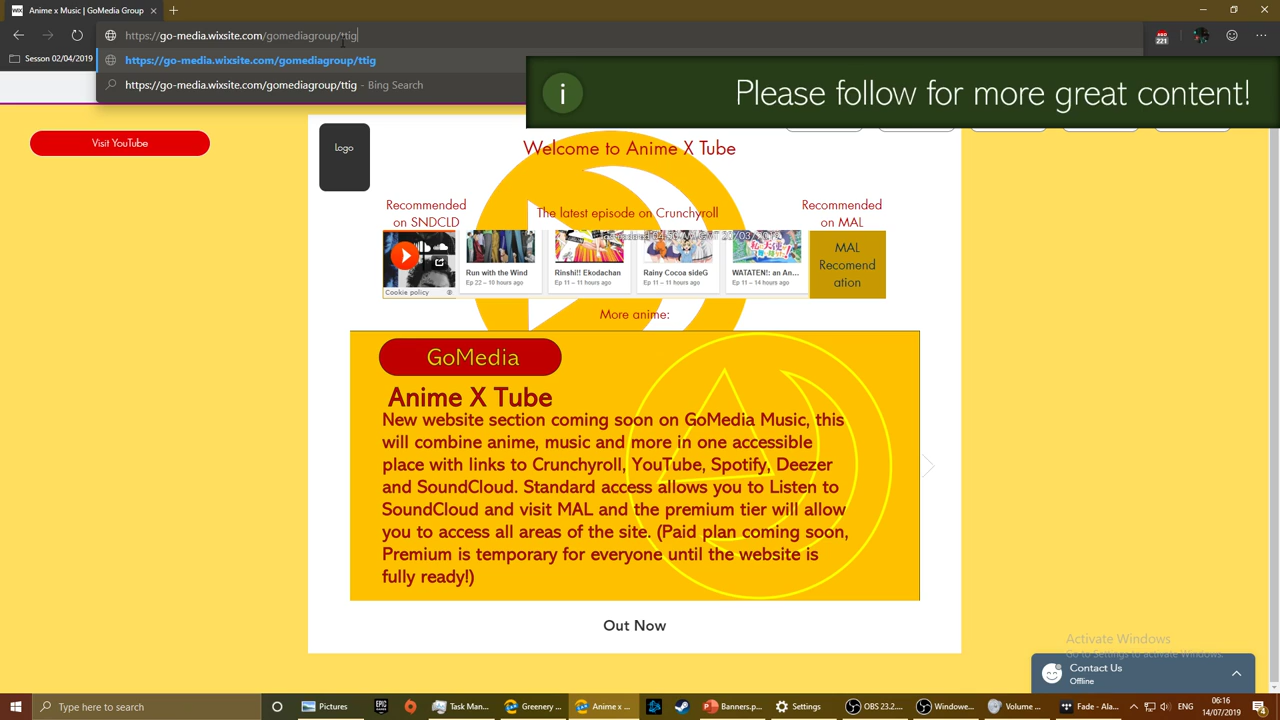 Anime x Music | GoMedia Group
https://go-media.wixsite.com/gomediagroup/ttig
221
Sesson 02/04/2019
https://go-media.wixsite.com/gomediagroup/ttig
https://go-media.wixsite.com/gomediagroup/ttig - Bing Search
Please follow for more great content!
Visit YouTube
Logo
Welcome to Anime X Tube
Recommended
on SNDCLD
The latest episode on Crunchyroll
Recommended
on MAL
Run with the Wind
Ep 22 – 10 hours ago
Rinshi!! Ekodachan
Ep 11 – 11 hours ago
Rainy Cocoa sideG
Ep 11 – 11 hours ago
WATATEN!: an An...
Ep 11 – 14 hours ago
MAL
Recomend
ation
Cookie policy
More anime:
GoMedia
Anime X Tube
New website section coming soon on GoMedia Music, this
will combine anime, music and more in one accessible
place with links to Crunchyroll, YouTube, Spotify, Deezer
and SoundCloud. Standard access allows you to Listen to
SoundCloud and visit MAL and the premium tier will allow
you to access all areas of the site. (Paid plan coming soon,
Premium is temporary for everyone until the website is
fully ready!)
Out Now
Activate Windows
Go to Settings to activate Windows.
Contact Us
Offline
Type here to search
Pictures
EPIC
Task Man...
Greenery ...
Anime x ...
Banners.p...
Settings
OBS 23.2....
Windowe...
Volume ...
Fade - Ala...
ENG
06:16
14/07/2019